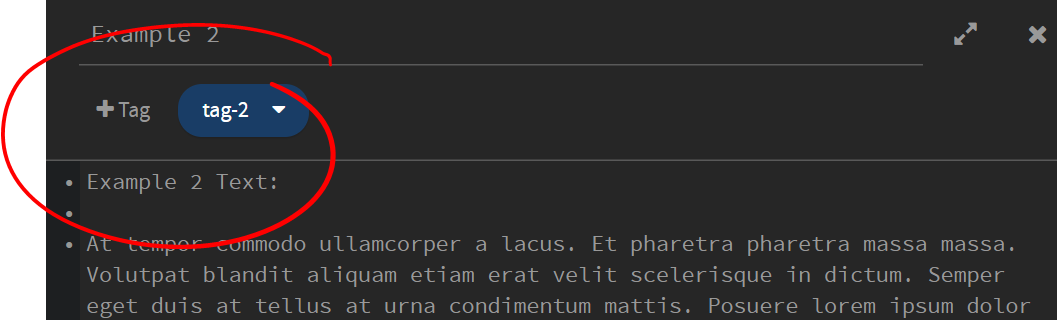 Example 2
Tag tag-2
Example 2 Text:
At tempor commodo ullamcorper a lacus. Et pharetra pharetra massa massa.
Volutpat blandit aliquam etiam erat velit scelerisque in dictum. Semper
eget duis at tellus at urna condimentum mattis. Posuere lorem ipsum dolor